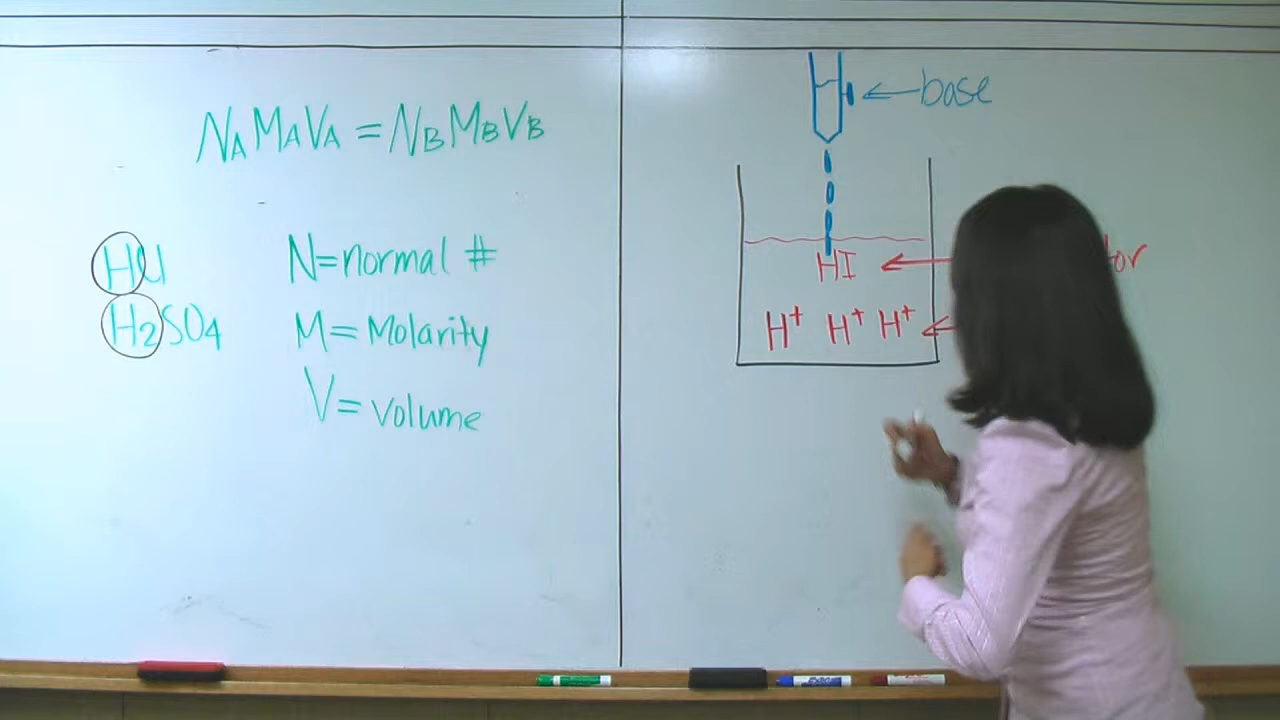 NAMAVA = NBMBVB
HCl
H2SO4
N=normal #
M=Molarity
V=volume
base
HI
H+ H+ H+